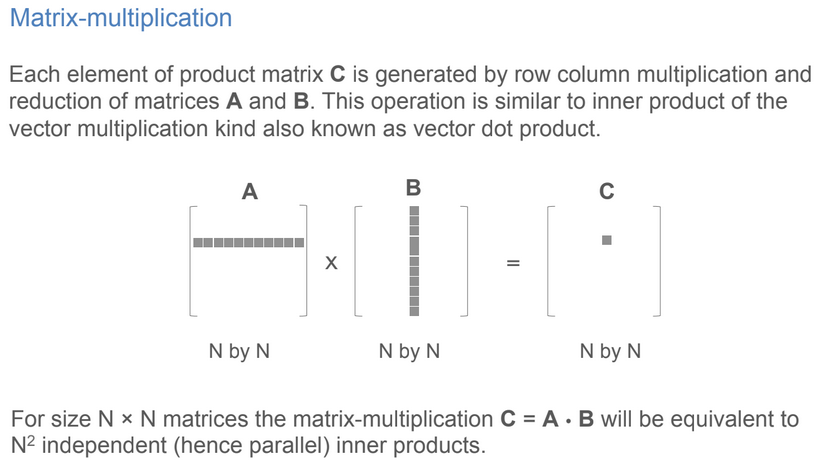 Matrix-multiplication
Each element of product matrix C is generated by row column multiplication and
reduction of matrices A and B. This operation is similar to inner product of the
vector multiplication kind also known as vector dot product.
A B C
X =
N by N N by N N by N
For size N × N matrices the matrix-multiplication C = A • B will be equivalent to
N² independent (hence parallel) inner products.